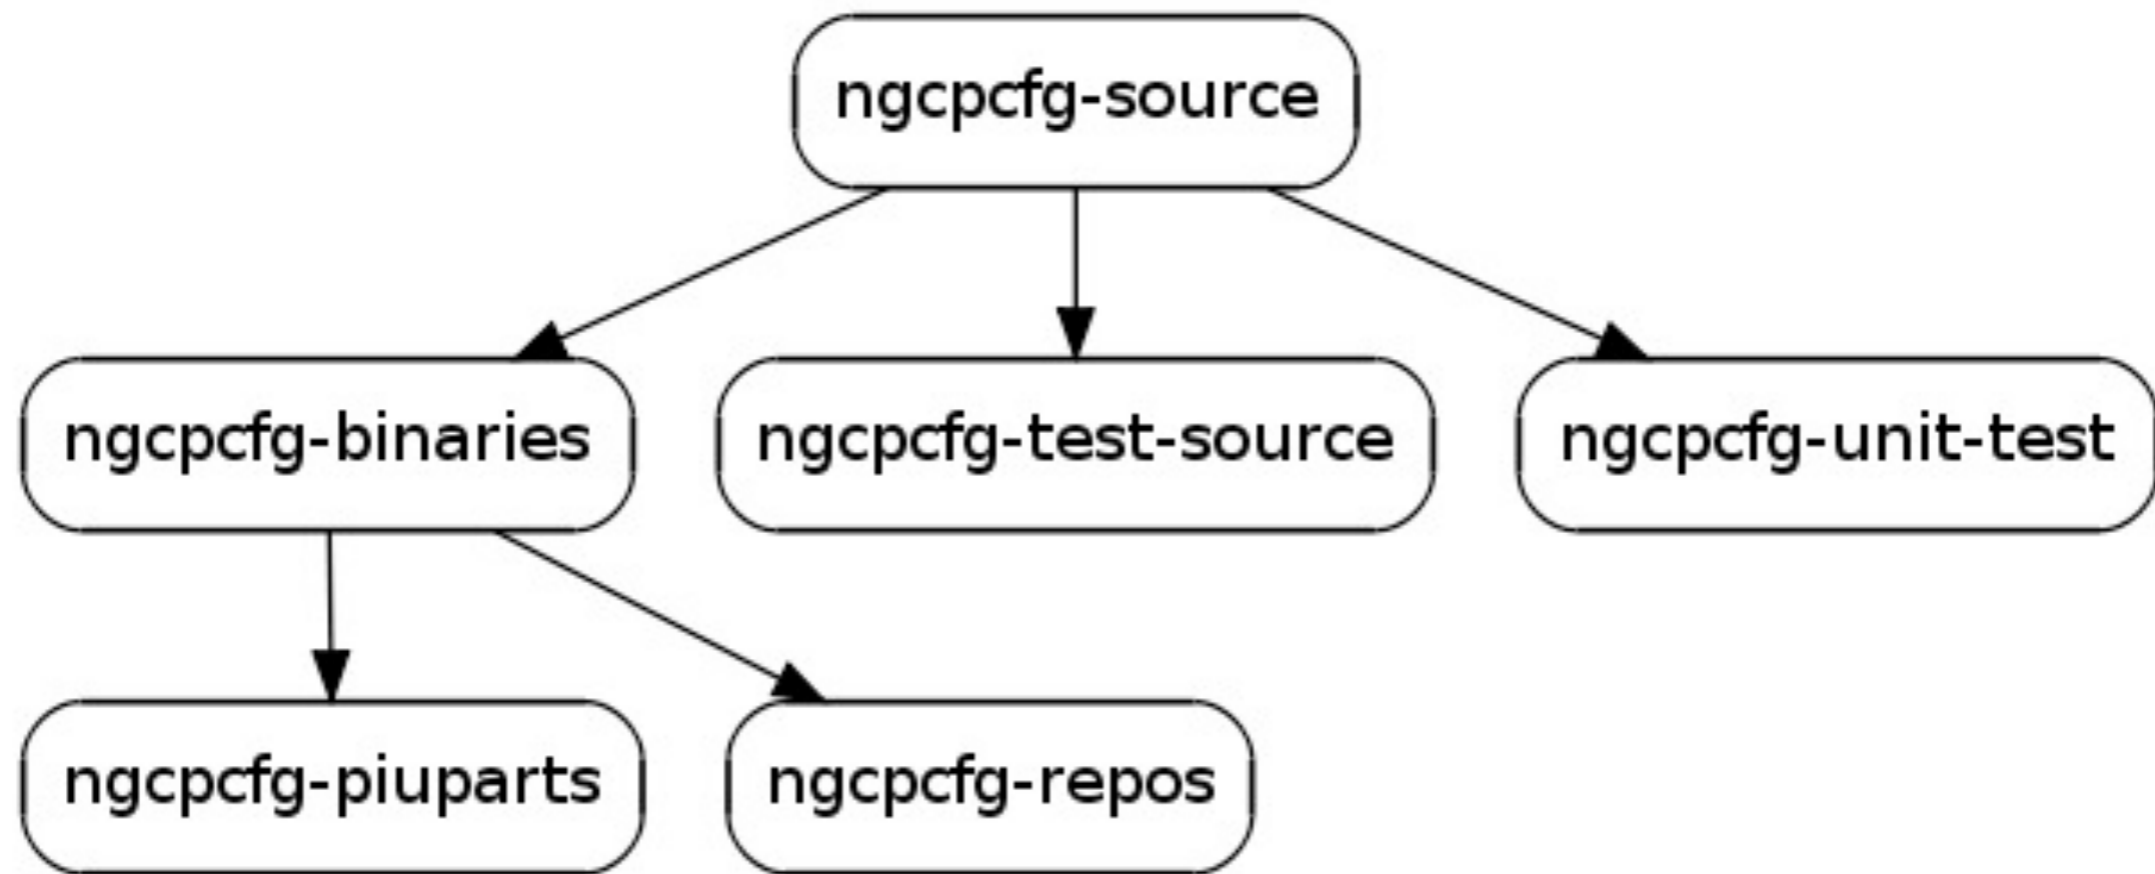 ngcpcfg-source
ngcpcfg-binaries
ngcpcfg-test-source
ngcpcfg-unit-test
ngcpcfg-piuparts
ngcpcfg-repos